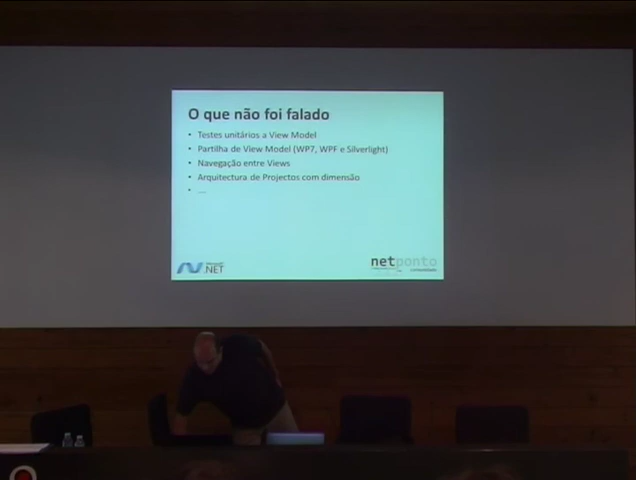 O que não foi falado
• Testes unitários a View Model
• Partilha de View Model (WP7, WPF e Silverlight)
• Navegação entre Views
• Arquitectura de Projectos com dimensão
• ....
Microsoft
.NET
netponto